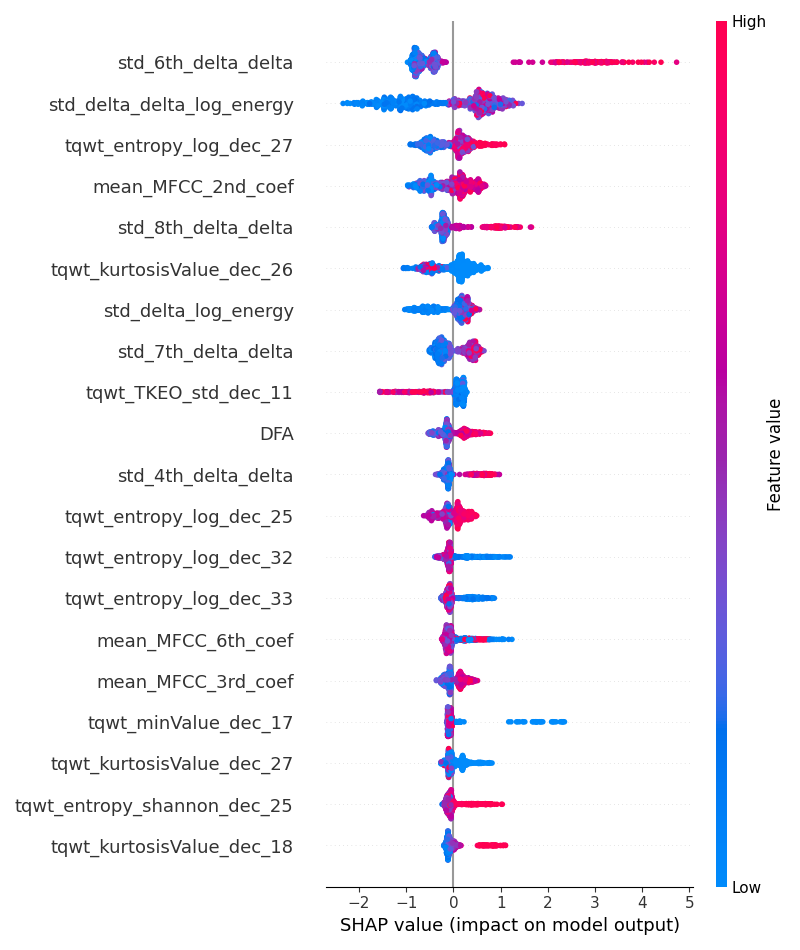 High
std_6th_delta_delta
std_delta_delta_log_energy
tqwt_entropy_log_dec_27
mean_MFCC_2nd_coef
std_8th_delta_delta
tqwt_kurtosisValue_dec_26
std_delta_log_energy
std_7th_delta_delta
tqwt_TKEO_std_dec_11
DFA
std_4th_delta_delta
tqwt_entropy_log_dec_25
tqwt_entropy_log_dec_32
tqwt_entropy_log_dec_33
mean_MFCC_6th_coef
mean_MFCC_3rd_coef
tqwt_minValue_dec_17
tqwt_kurtosisValue_dec_27
tqwt_entropy_shannon_dec_25
tqwt_kurtosisValue_dec_18
Feature value
Low
−2 −1 0 1 2 3 4 5
SHAP value (impact on model output)